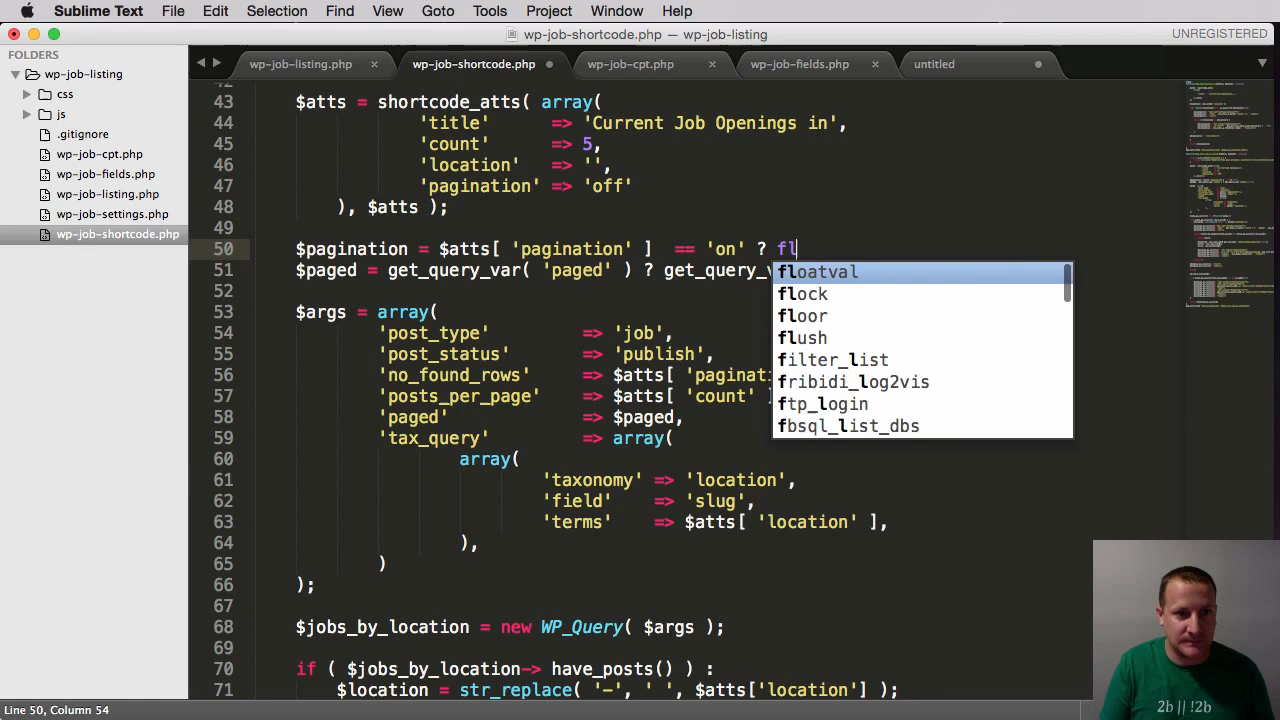 Sublime Text File Edit Selection Find View Goto Tools Project Window Help
wp-job-shortcode.php — wp-job-listing
UNREGISTERED
FOLDERS
wp-job-listing
css
js
.gitignore
wp-job-cpt.php
wp-job-fields.php
wp-job-listing.php
wp-job-settings.php
wp-job-shortcode.php
wp-job-listing.php × wp-job-shortcode.php wp-job-cpt.php × wp-job-fields.php × untitled
43 $atts = shortcode_atts( array(
44 'title' => 'Current Job Openings in',
45 'count' => 5,
46 'location' => '',
47 'pagination' => 'off'
48 ), $atts );
49
50 $pagination = $atts[ 'pagination' ] == 'on' ? fl
51 $paged = get_query_var( 'paged' ) ? get_query_v
52
53 $args = array(
54 'post_type' => 'job',
55 'post_status' => 'publish',
56 'no_found_rows' => $atts[ 'paginati
57 'posts_per_page' => $atts[ 'count' ]
58 'paged' => $paged,
59 'tax_query' => array(
60 array(
61 'taxonomy' => 'location',
62 'field' => 'slug',
63 'terms' => $atts[ 'location' ],
64 ),
65 )
66 );
67
68 $jobs_by_location = new WP_Query( $args );
69
70 if ( $jobs_by_location-> have_posts() ) :
71 $location = str_replace( '-', ' ', $atts['location'] );
floatval
flock
floor
flush
filter_list
fribidi_log2vis
ftp_login
fbsql_list_dbs
2b || !2b
Line 50, Column 54